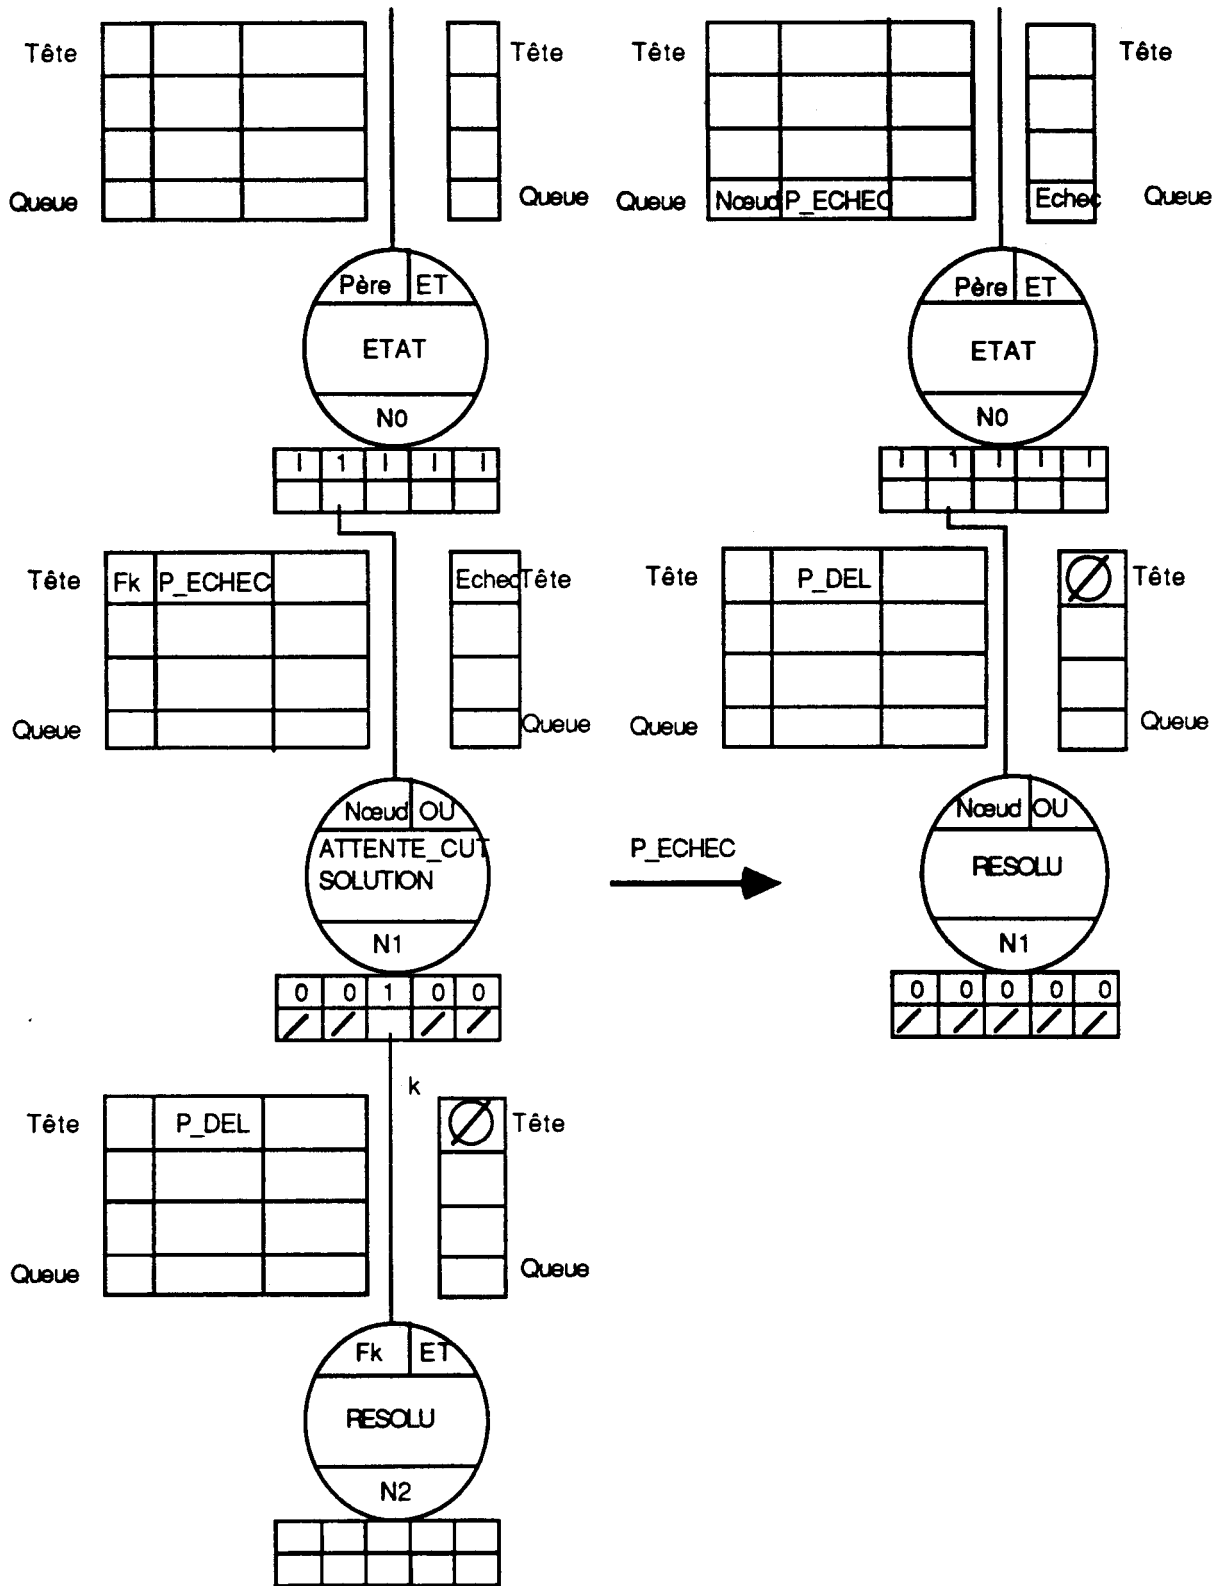 Tête Tête Tête Tête
Queue Queue Queue Nœud P_ECHEC Echec Queue
Père ET Père ET
ETAT ETAT
N0 N0
I 1 I I I I 1 I I I
Tête Fk P_ECHEC Echec Tête Tête P_DEL Ø Tête
Queue Queue Queue Queue
Nœud OU Nœud OU
ATTENTE_CUT P_ECHEC
SOLUTION RESOLU
N1 N1
0 0 1 0 0 0 0 0 0 0
/ / / / / / / / /
k
Tête P_DEL Ø Tête
Queue Queue
Fk ET
RESOLU
N2